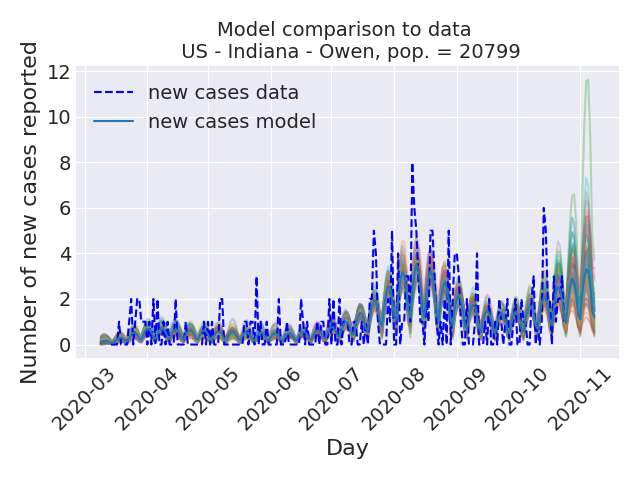 Model comparison to data
US - Indiana - Owen, pop. = 20799
Number of new cases reported
12
10
8
6
4
2
0
new cases data
new cases model
2020-03
2020-04
2020-05
2020-06
2020-07
2020-08
2020-09
2020-10
2020-11
Day